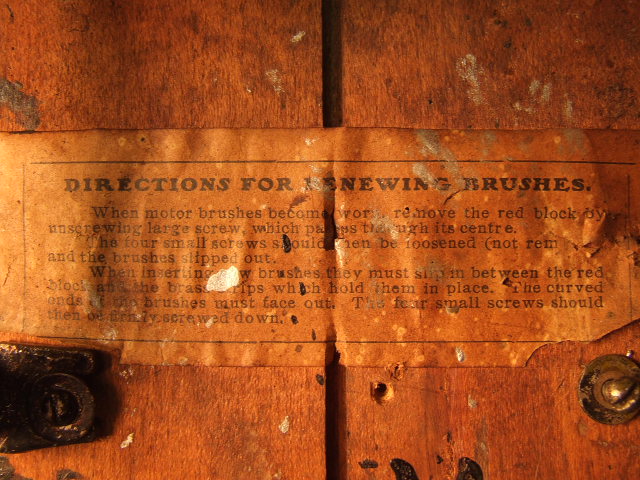 DIRECTIONS FOR RENEWING BRUSHES.
When motor brushes become worn, remove the red block by
unscrewing large screw, which passes through its centre.
The four small screws should then be loosened (not rem
and the brushes slipped out.
When inserting new brushes they must slip in between the red
block and the brass clips which hold them in place. The curved
ends of the brushes must face out. The four small screws should
then be firmly screwed down.